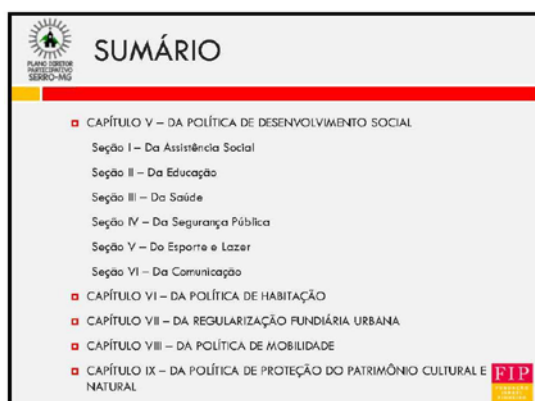 PLANO DIRETOR
PARTICIPATIVO
SERRO-MG
SUMÁRIO
CAPÍTULO V – DA POLÍTICA DE DESENVOLVIMENTO SOCIAL
Seção I – Da Assistência Social
Seção II – Da Educação
Seção III – Da Saúde
Seção IV – Da Segurança Pública
Seção V – Do Esporte e Lazer
Seção VI – Da Comunicação
CAPÍTULO VI – DA POLÍTICA DE HABITAÇÃO
CAPÍTULO VII – DA REGULARIZAÇÃO FUNDIÁRIA URBANA
CAPÍTULO VIII – DA POLÍTICA DE MOBILIDADE
CAPÍTULO IX – DA POLÍTICA DE PROTEÇÃO DO PATRIMÔNIO CULTURAL E
NATURAL
FIP